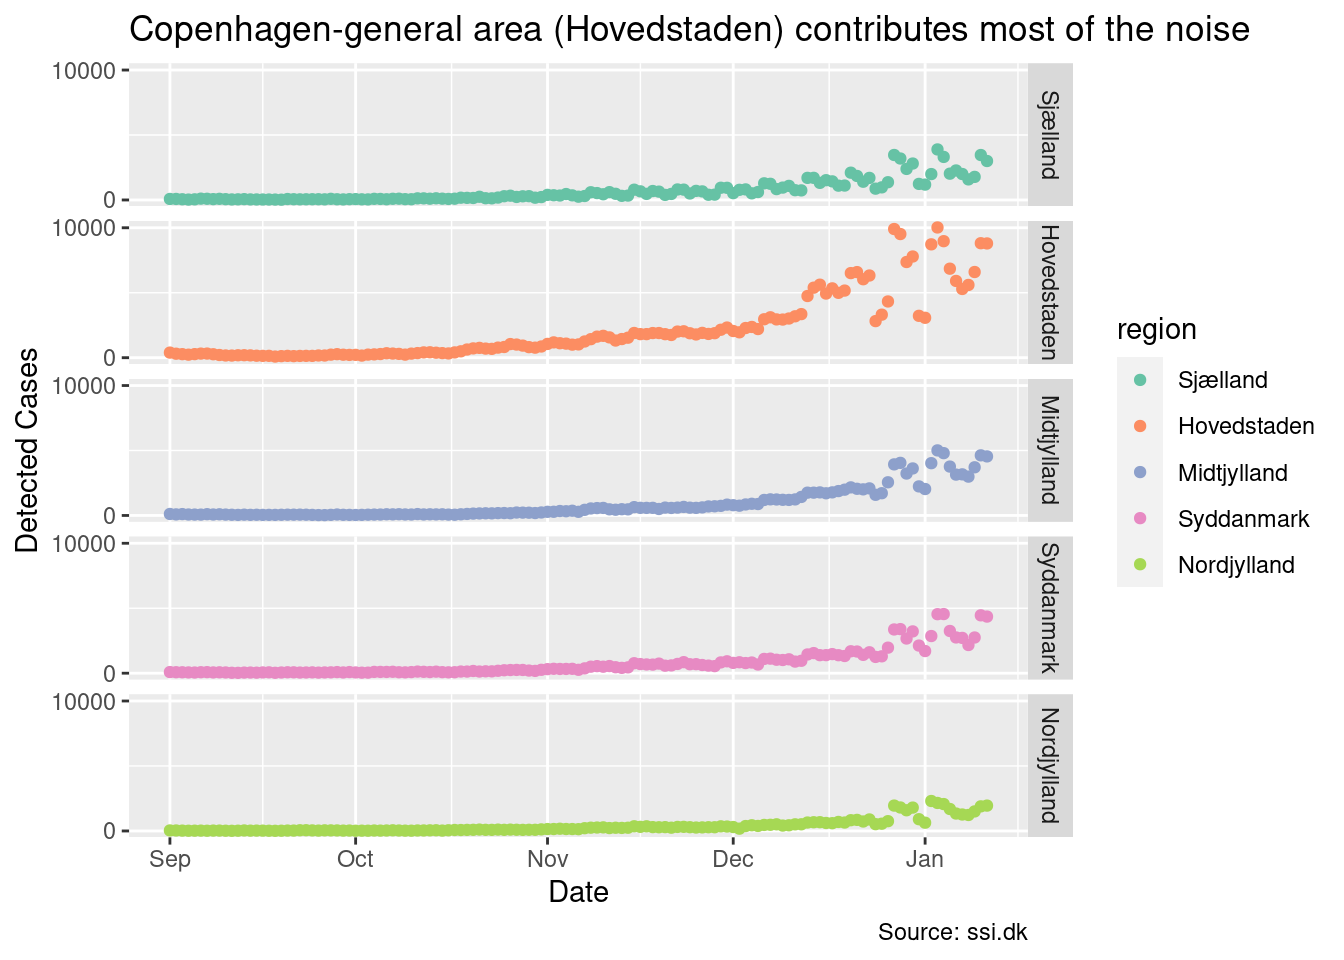 Copenhagen-general area (Hovedstaden) contributes most of the noise
Detected Cases
10000
0
Sjælland
10000
0
Hovedstaden
10000
0
Midtjylland
10000
0
Syddanmark
10000
0
Nordjylland
Sep
Oct
Nov
Dec
Jan
Date
region
Sjælland
Hovedstaden
Midtjylland
Syddanmark
Nordjylland
Source: ssi.dk